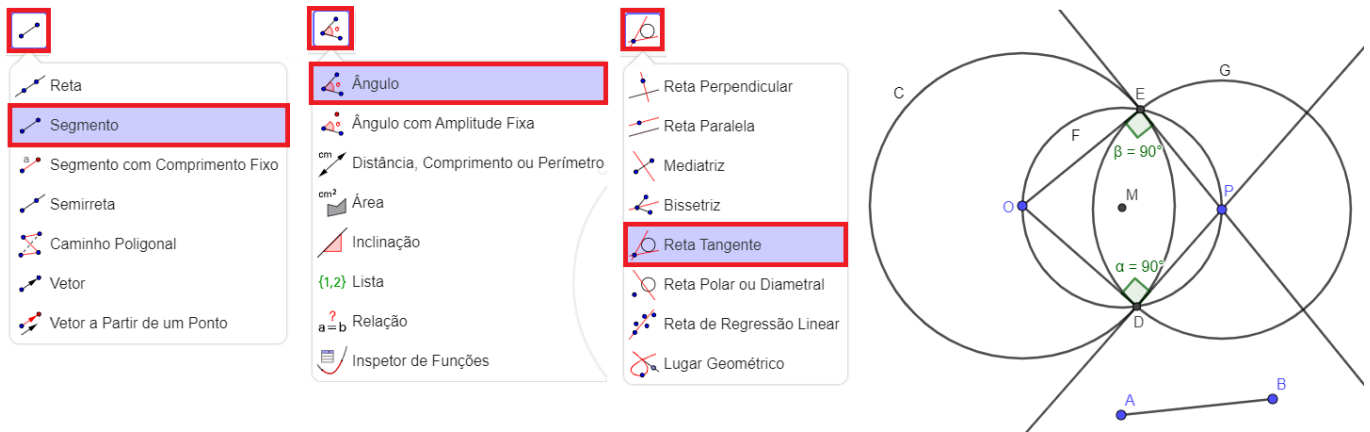 Reta
Segmento
a
Segmento com Comprimento Fixo
Semirreta
Caminho Poligonal
Vetor
Vetor a Partir de um Ponto
Ângulo
Ângulo com Amplitude Fixa
cm
Distância, Comprimento ou Perímetro
cm²
Área
Inclinação
{1,2} Lista
?
a=b Relação
Inspetor de Funções
Reta Perpendicular
Reta Paralela
Mediatriz
Bissetriz
Reta Tangente
Reta Polar ou Diametral
Reta de Regressão Linear
Lugar Geométrico
C
E
G
F
β = 90°
O
M
P
α = 90°
D
A
B